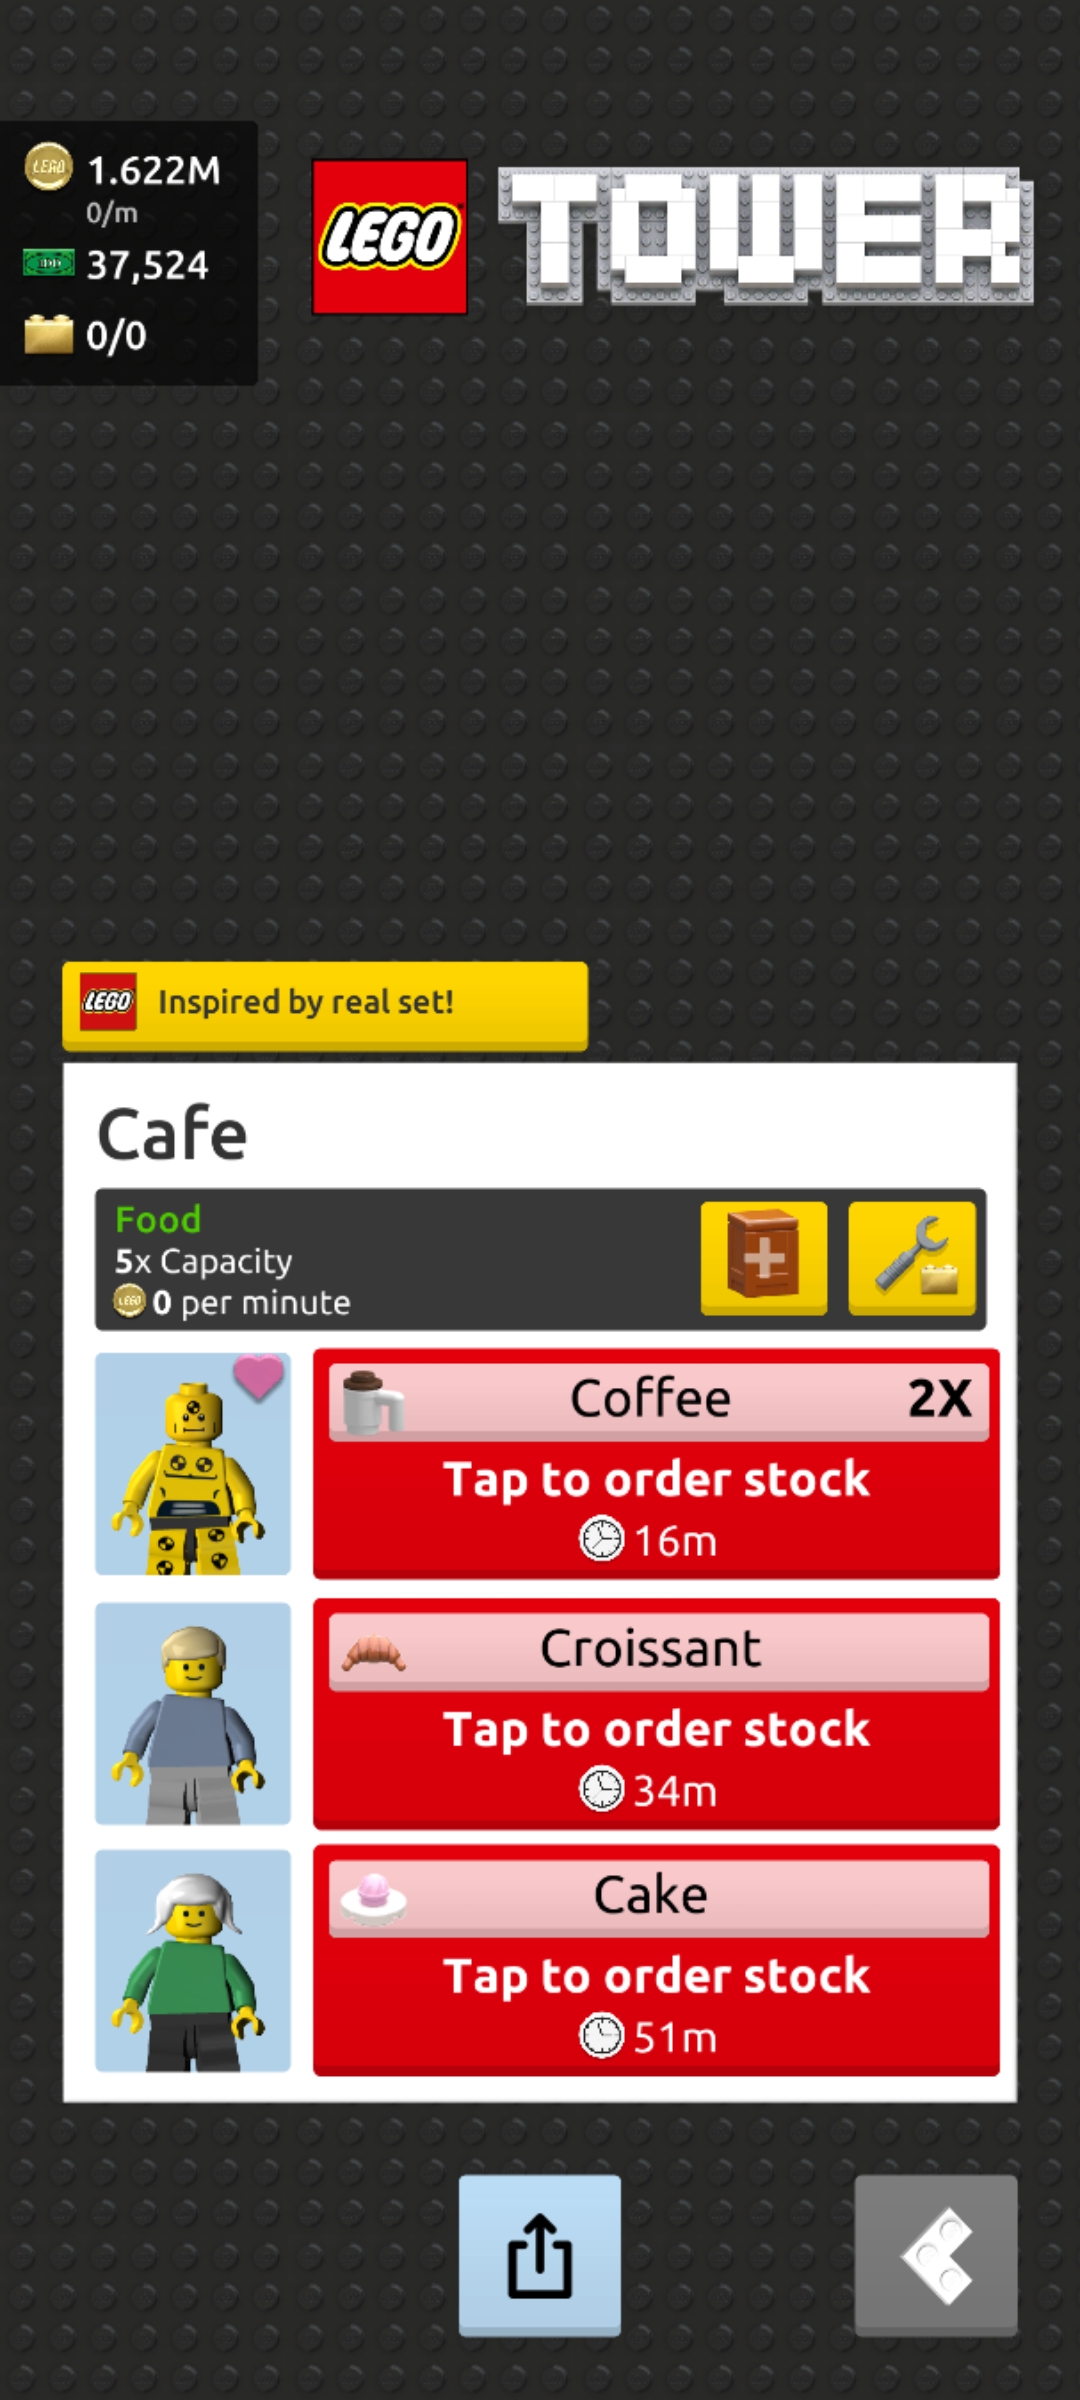 LEGO
1.622M
0/m
37,524
0/0
LEGO TOWER
LEGO Inspired by real set!
Cafe
Food
5x Capacity
LEGO 0 per minute
Coffee 2X
Tap to order stock
16m
Croissant
Tap to order stock
34m
Cake
Tap to order stock
51m